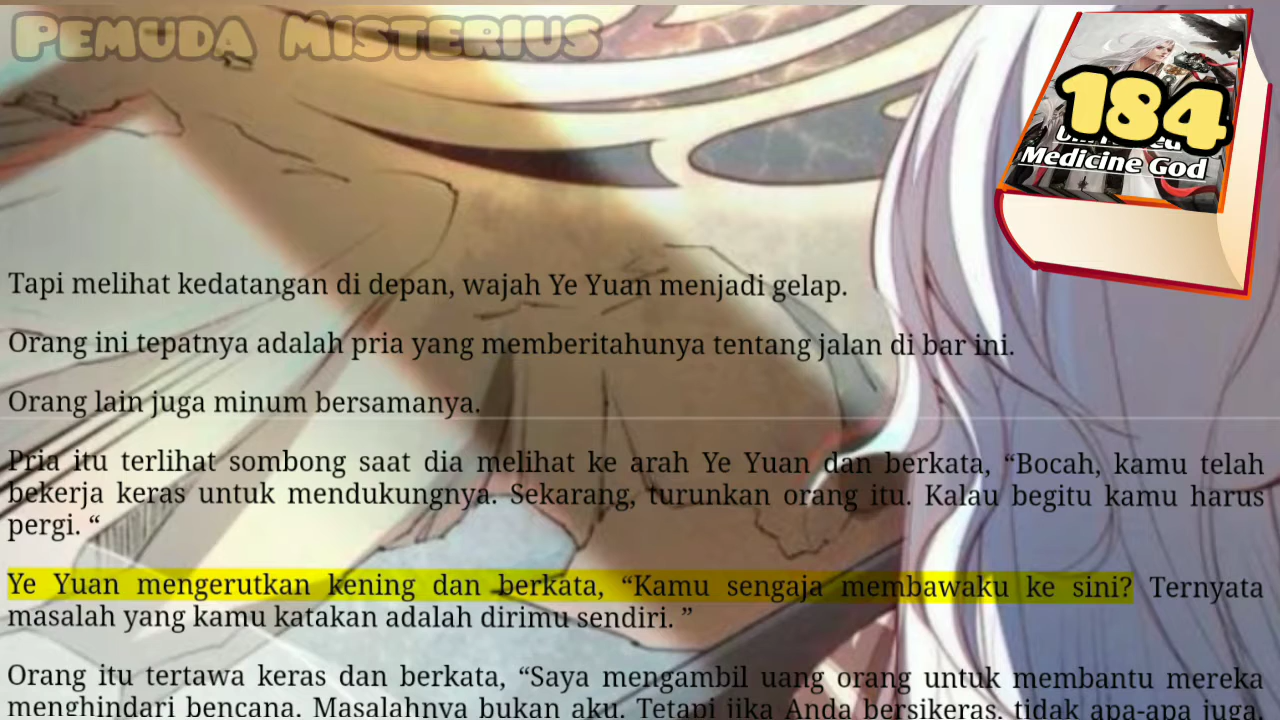 Pemuda Misterius
184
Medicine God
Tapi melihat kedatangan di depan, wajah Ye Yuan menjadi gelap.
Orang ini tepatnya adalah pria yang memberitahunya tentang jalan di bar ini.
Orang lain juga minum bersamanya.
Pria itu terlihat sombong saat dia melihat ke arah Ye Yuan dan berkata, “Bocah, kamu telah
bekerja keras untuk mendukungnya. Sekarang, turunkan orang itu. Kalau begitu kamu harus
pergi. “
Ye Yuan mengerutkan kening dan berkata, “Kamu sengaja membawaku ke sini? Ternyata
masalah yang kamu katakan adalah dirimu sendiri. ”
Orang itu tertawa keras dan berkata, “Saya mengambil uang orang untuk membantu mereka
menghindari bencana. Masalahnya bukan aku. Tetapi jika Anda bersikeras, tidak apa-apa juga.